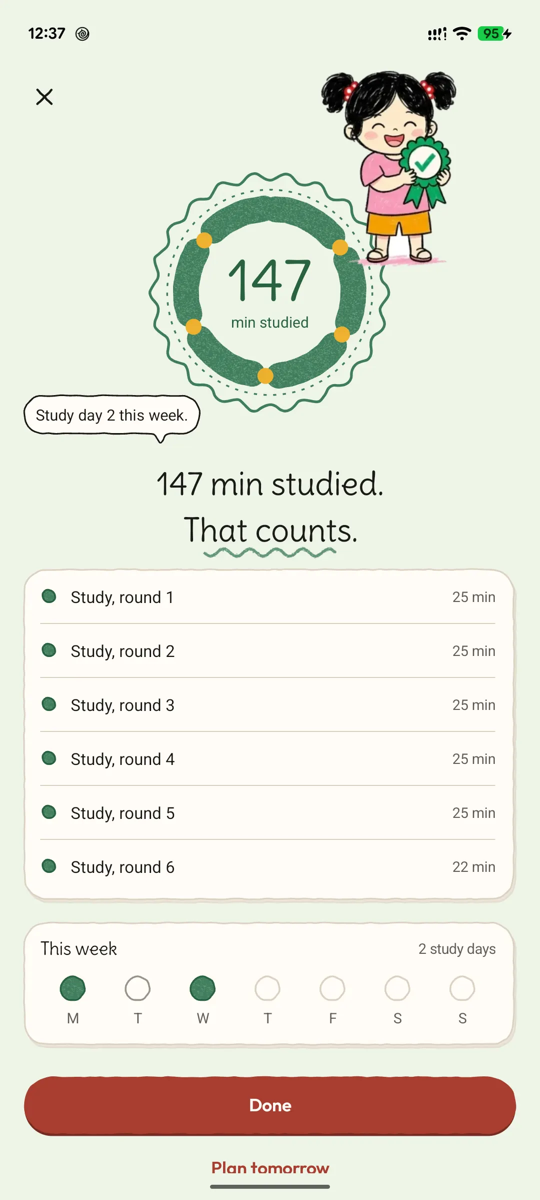 12:37
95
147
min studied
Study day 2 this week.
147 min studied.
That counts.
Study, round 1 25 min
Study, round 2 25 min
Study, round 3 25 min
Study, round 4 25 min
Study, round 5 25 min
Study, round 6 22 min
This week 2 study days
M T W T F S S
Done
Plan tomorrow